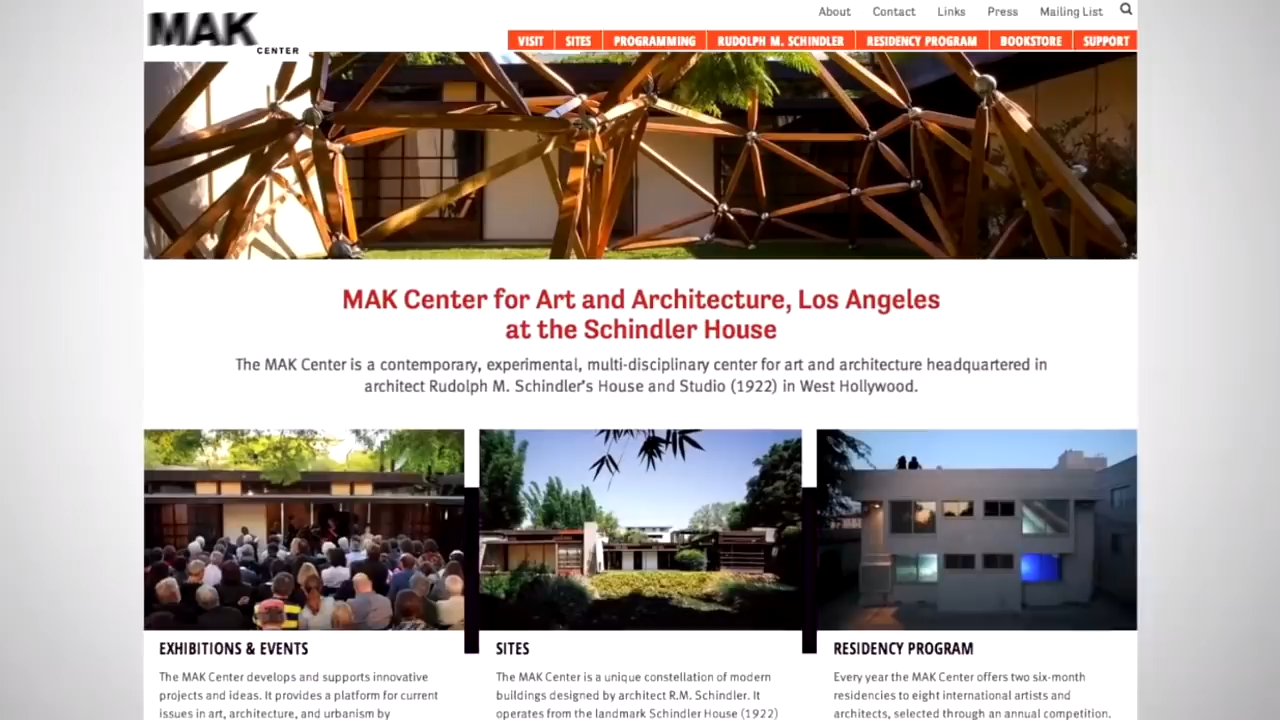 MAK
CENTER
About Contact Links Press Mailing List
VISIT SITES PROGRAMMING RUDOLPH M. SCHINDLER RESIDENCY PROGRAM BOOKSTORE SUPPORT
MAK Center for Art and Architecture, Los Angeles
at the Schindler House
The MAK Center is a contemporary, experimental, multi-disciplinary center for art and architecture headquartered in
architect Rudolph M. Schindler's House and Studio (1922) in West Hollywood.
EXHIBITIONS & EVENTS
The MAK Center develops and supports innovative
projects and ideas. It provides a platform for current
issues in art, architecture, and urbanism by
SITES
The MAK Center is a unique constellation of modern
buildings designed by architect R.M. Schindler. It
operates from the landmark Schindler House (1922)
RESIDENCY PROGRAM
Every year the MAK Center offers two six-month
residencies to eight international artists and
architects, selected through an annual competition.